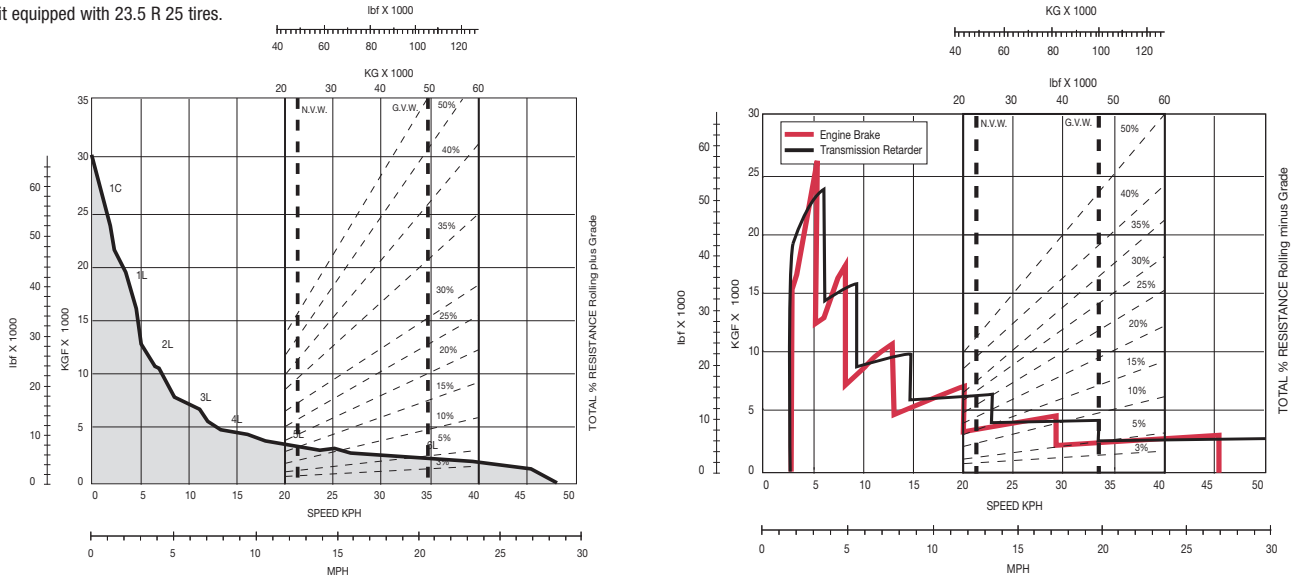 it equipped with 23.5 R 25 tires.
lbf X 1000
40 60 80 100 120
KG X 1000
20 30 40 50 60
N.V.W. G.V.W.
50%
40%
35%
30%
25%
20%
15%
10%
5%
3%
35
30
25
20
15
10
5
0
60
50
40
30
20
10
0
lbf X 1000
KGF X 1000
1C
1L
2L
3L
4L
5L
6L
TOTAL % RESISTANCE Rolling plus Grade
0 5 10 15 20 25 30 35 40 45 50
SPEED KPH
0 5 10 15 20 25 30
MPH
KG X 1000
40 60 80 100 120
lbf X 1000
20 30 40 50 60
N.V.W. G.V.W.
Engine Brake
Transmission Retarder
50%
40%
35%
30%
25%
20%
15%
10%
5%
3%
30
25
20
15
10
5
0
60
50
40
30
20
10
0
lbf X 1000
KGF X 1000
TOTAL % RESISTANCE Rolling minus Grade
0 5 10 15 20 25 30 35 40 45 50
SPEED KPH
0 5 10 15 20 25 30
MPH